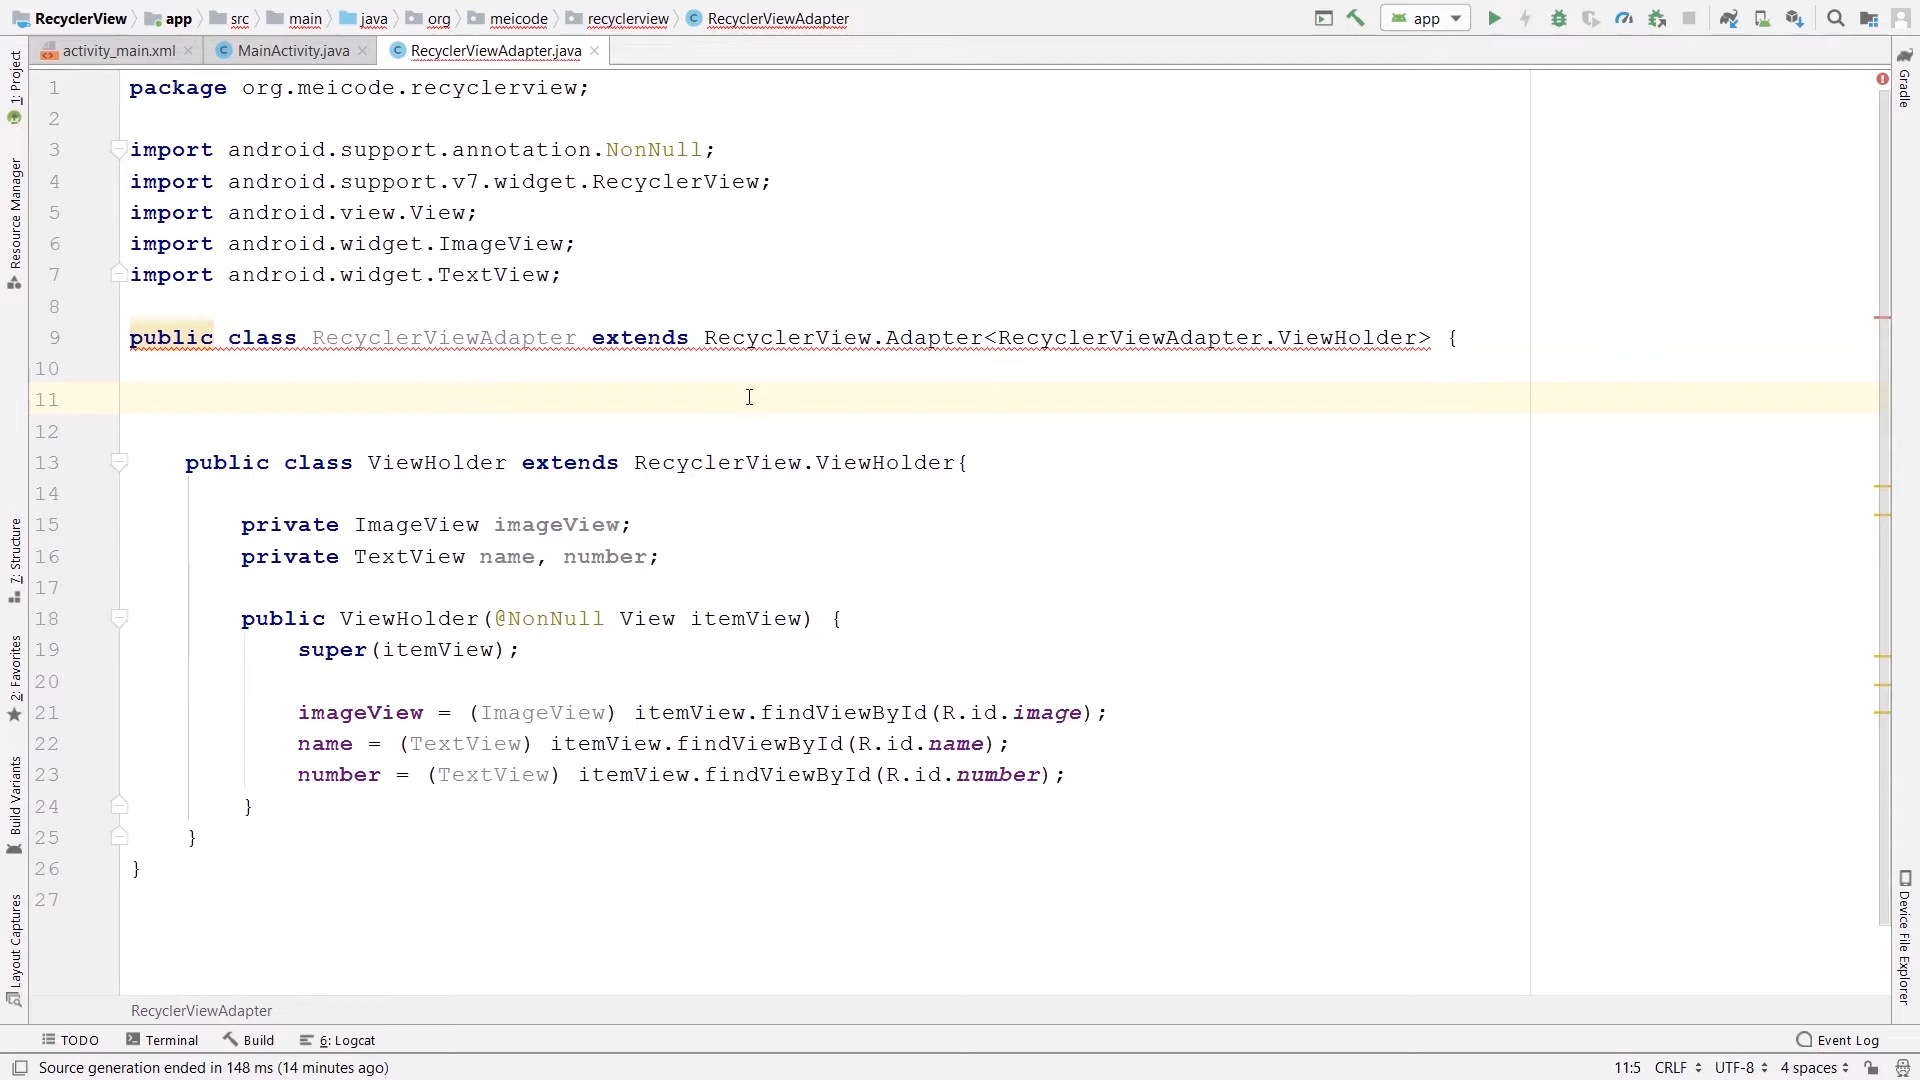 RecyclerView app src main java org meicode recyclerview RecyclerViewAdapter app
activity_main.xml MainActivity.java RecyclerViewAdapter.java
1 package org.meicode.recyclerview;
2
3 import android.support.annotation.NonNull;
4 import android.support.v7.widget.RecyclerView;
5 import android.view.View;
6 import android.widget.ImageView;
7 import android.widget.TextView;
8
9 public class RecyclerViewAdapter extends RecyclerView.Adapter<RecyclerViewAdapter.ViewHolder> {
10
11
12
13 public class ViewHolder extends RecyclerView.ViewHolder{
14
15 private ImageView imageView;
16 private TextView name, number;
17
18 public ViewHolder(@NonNull View itemView) {
19 super(itemView);
20
21 imageView = (ImageView) itemView.findViewById(R.id.image);
22 name = (TextView) itemView.findViewById(R.id.name);
23 number = (TextView) itemView.findViewById(R.id.number);
24 }
25 }
26 }
27
1: Project
Resource Manager
7: Structure
2: Favorites
Build Variants
Layout Captures
Gradle
Device File Explorer
RecyclerViewAdapter
TODO Terminal Build 6: Logcat Event Log
Source generation ended in 148 ms (14 minutes ago) 11:5 CRLF UTF-8 4 spaces